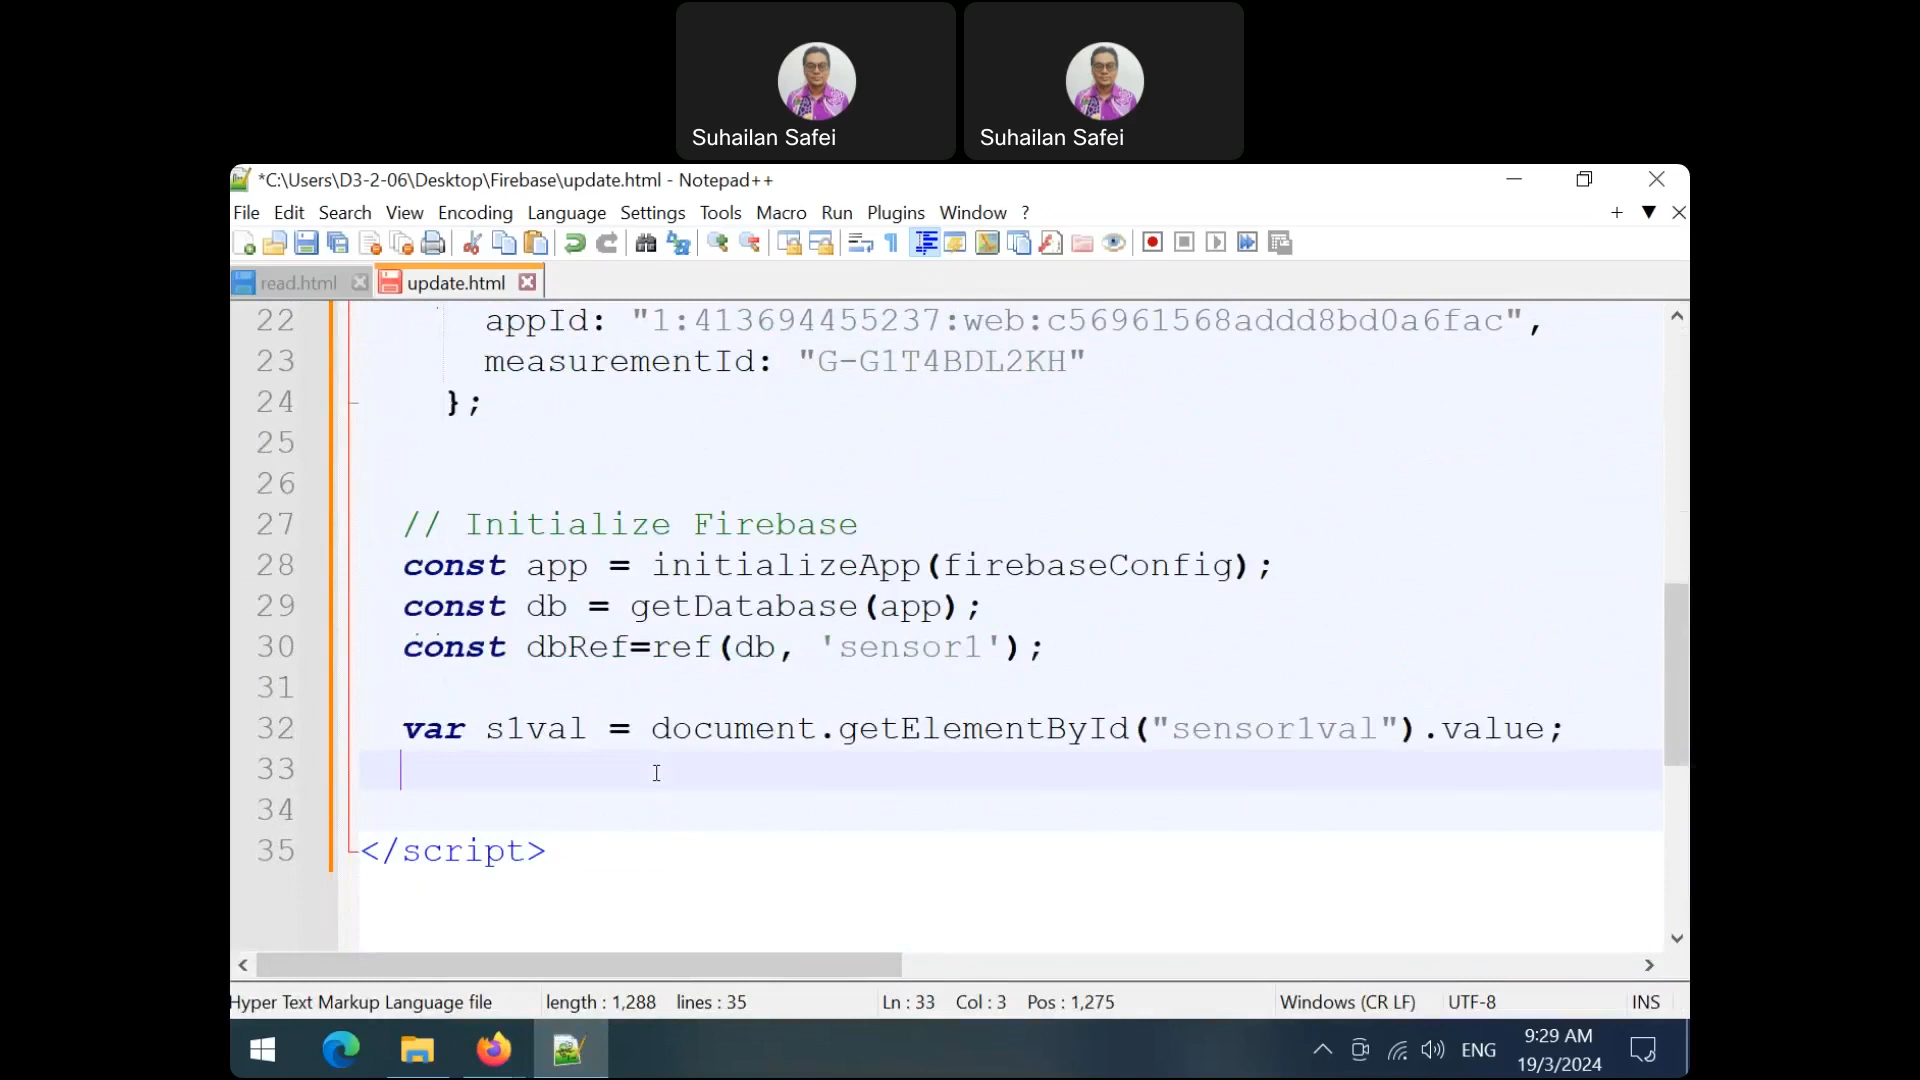 Suhailan Safei
Suhailan Safei
*C:\Users\D3-2-06\Desktop\Firebase\update.html - Notepad++
File Edit Search View Encoding Language Settings Tools Macro Run Plugins Window ?
read.html
update.html
22 appId: "1:413694455237:web:c56961568addd8bd0a6fac",
23 measurementId: "G-G1T4BDL2KH"
24 };
25
26
27 // Initialize Firebase
28 const app = initializeApp(firebaseConfig);
29 const db = getDatabase(app);
30 const dbRef=ref(db, 'sensor1');
31
32 var s1val = document.getElementById("sensor1val").value;
33
34
35 </script>
Hyper Text Markup Language file length : 1,288 lines : 35 Ln : 33 Col : 3 Pos : 1,275 Windows (CR LF) UTF-8 INS
ENG
9:29 AM
19/3/2024